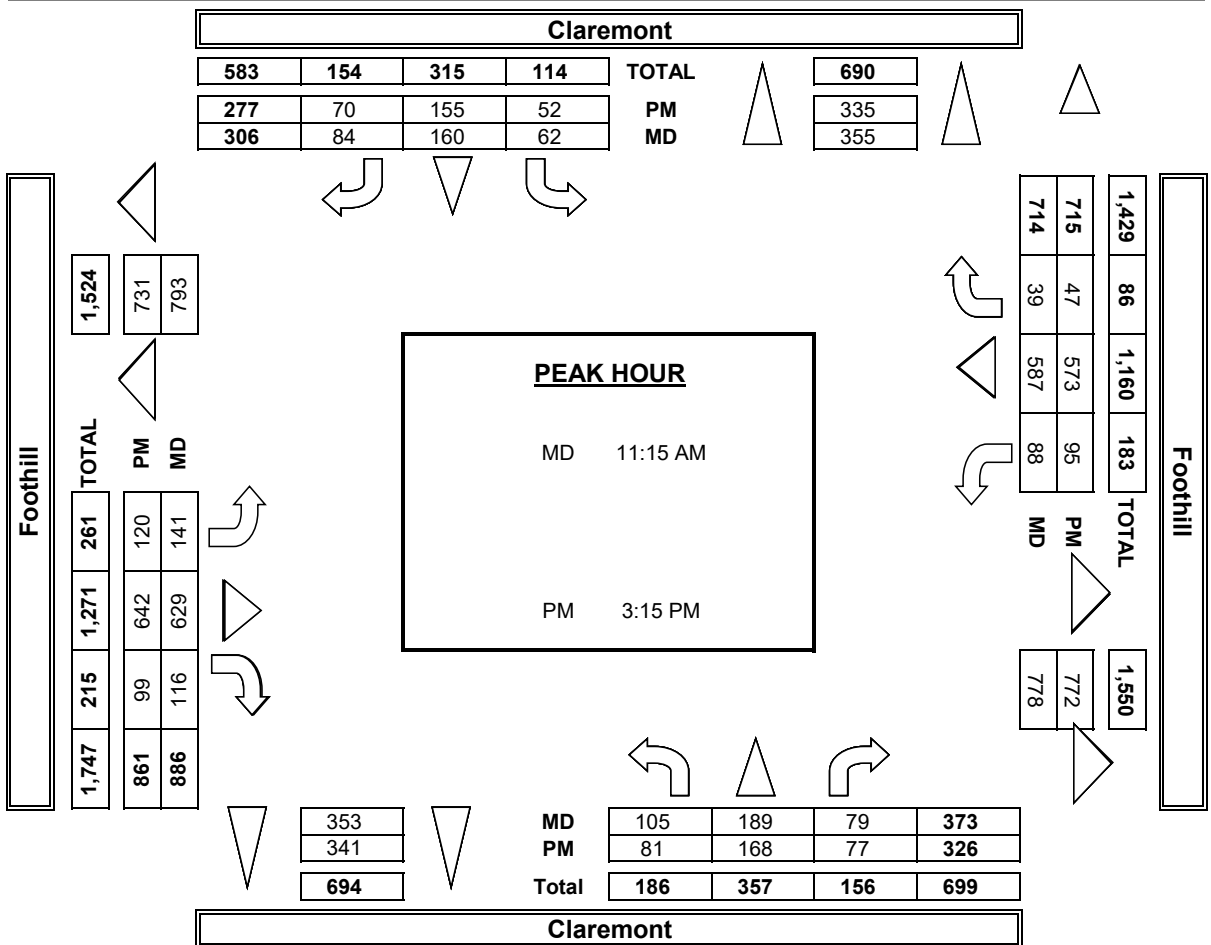 Claremont
583 154 315 114 TOTAL 690
277 70 155 52 PM 335
306 84 160 62 MD 355
Foothill
1,524
731
793
TOTAL
PM
MD
261 1,271 215 1,747
120 642 99 861
141 629 116 886
PEAK HOUR
MD 11:15 AM
PM 3:15 PM
1,429 86 1,160 183 TOTAL
715 47 573 95 PM
714 39 587 88 MD
1,550
772
778
Foothill
353 MD 105 189 79 373
341 PM 81 168 77 326
694 Total 186 357 156 699
Claremont